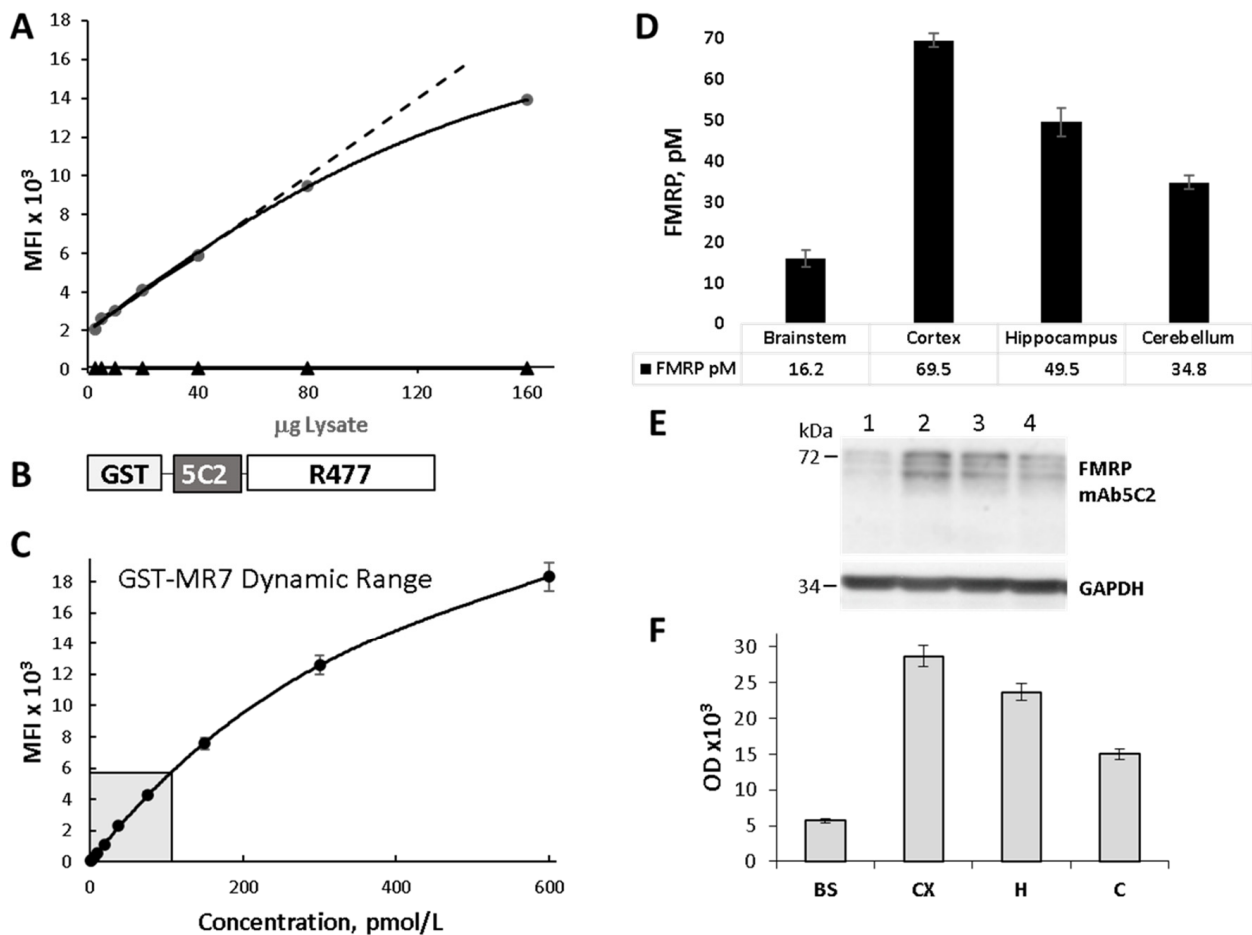 A
18
16
14
12
10
8
6
4
2
0
MFI x 10³
0 40 80 120 160
μg Lysate
B
GST 5C2 R477
C
GST-MR7 Dynamic Range
18
16
14
12
10
8
6
4
2
0
MFI x 10³
0 200 400 600
Concentration, pmol/L
D
70
60
50
40
30
20
10
0
FMRP, pM
Brainstem Cortex Hippocampus Cerebellum
FMRP pM 16.2 69.5 49.5 34.8
E
kDa 1 2 3 4
72
FMRP
mAb5C2
34
GAPDH
F
30
25
20
15
10
5
0
OD x10³
BS CX H C